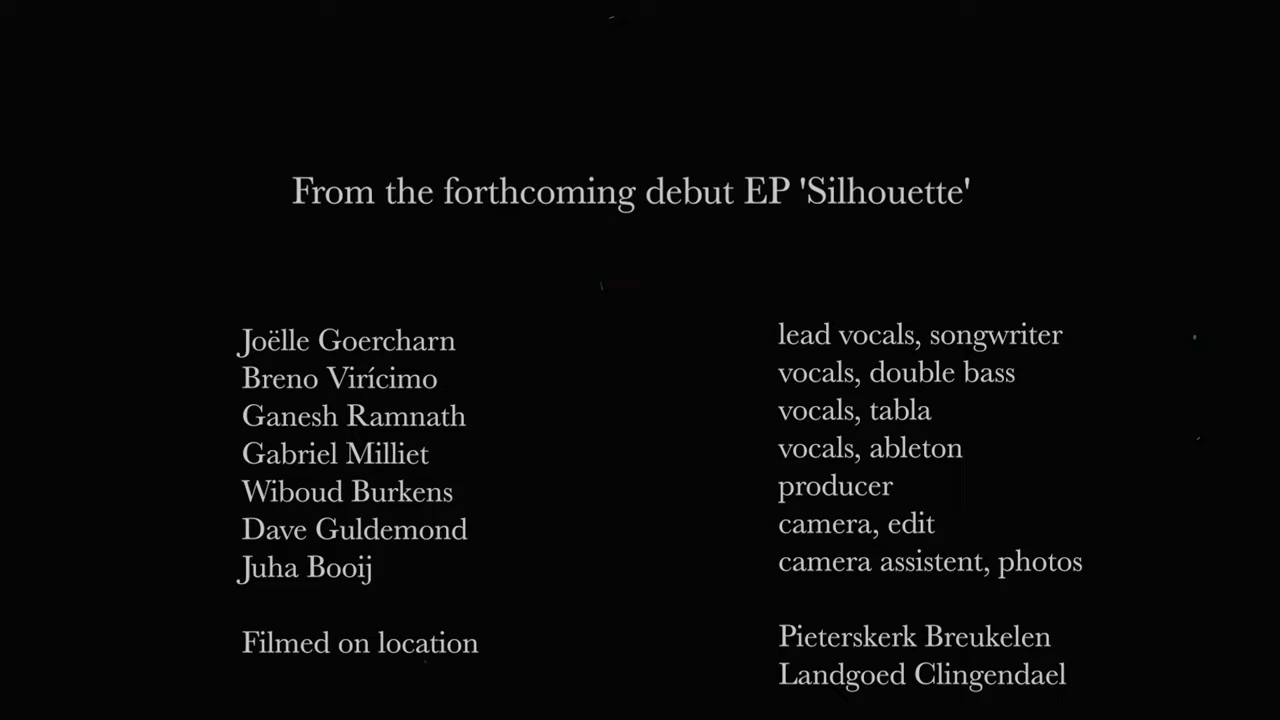 From the forthcoming debut EP 'Silhouette'
Joëlle Goercharn lead vocals, songwriter
Breno Virícimo vocals, double bass
Ganesh Ramnath vocals, tabla
Gabriel Milliet vocals, ableton
Wiboud Burkens producer
Dave Guldemond camera, edit
Juha Booij camera assistent, photos
Filmed on location Pieterskerk Breukelen
Landgoed Clingendael